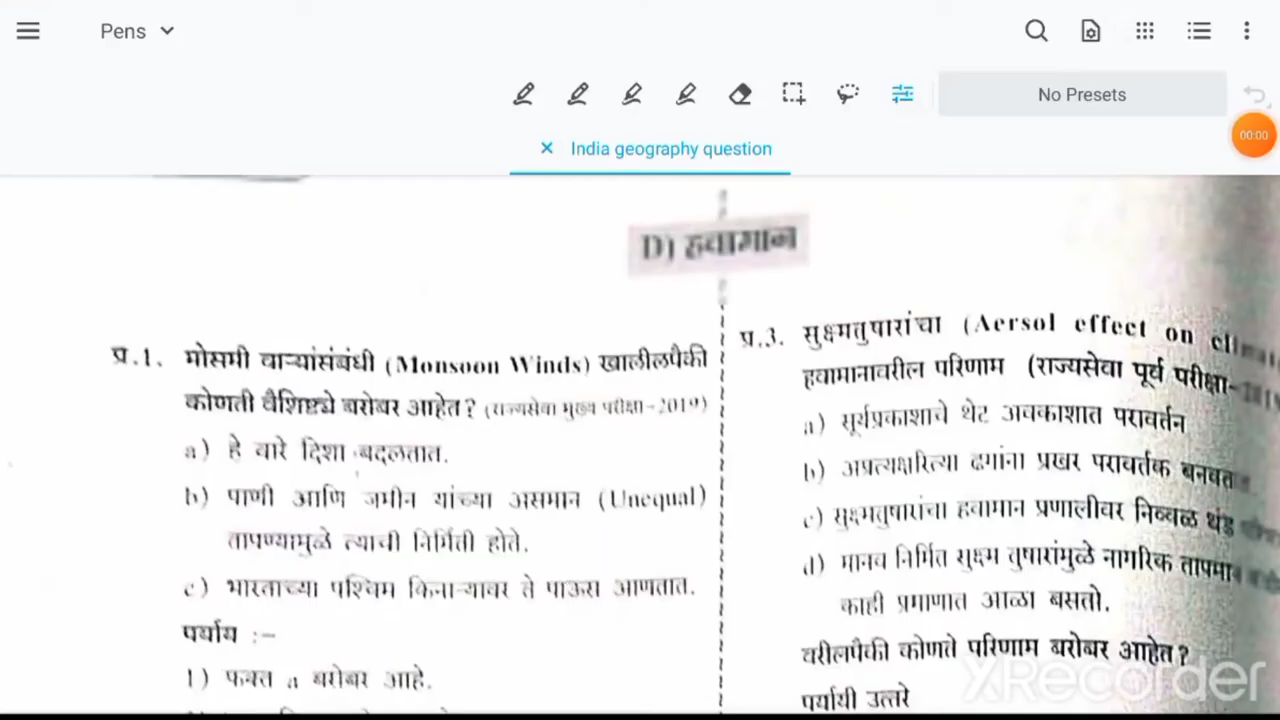 Pens
No Presets
00:00
India geography question
D) हवामान
प्र.1. मोसमी वाऱ्यांसंबंधी (Monsoon Winds) खालीलपैकी
कोणती वैशिष्ट्ये बरोबर आहेत? (राज्यसेवा मुख्य परीक्षा-2019)
a) हे वारे दिशा बदलतात.
b) पाणी आणि जमीन यांच्या असमान (Unequal)
तापण्यामुळे त्याची निर्मिती होते.
c) भारताच्या पश्चिम किनाऱ्यावर ते पाऊस आणतात.
पर्याय :-
1) फक्त a बरोबर आहे.
प्र.3. सुक्ष्मतुषारांचा (Aersol effect on
हवामानावरील परिणाम (राज्यसेवा पूर्व परीक्षा-
a) सूर्यप्रकाशाचे थेट अवकाशात परावर्तन
b) अप्रत्यक्षरित्या ढगांना प्रखर परावर्तक
c) सुक्ष्मतुषारांचा हवामान प्रणालीवर निव्वळ थंड
d) मानव निर्मित सूक्ष्म तुषारांमुळे नागरिक
काही प्रमाणात आळा बसतो.
वरीलपैकी कोणते परिणाम बरोबर आहेत?
पर्यायी उत्तरे
XRecorder